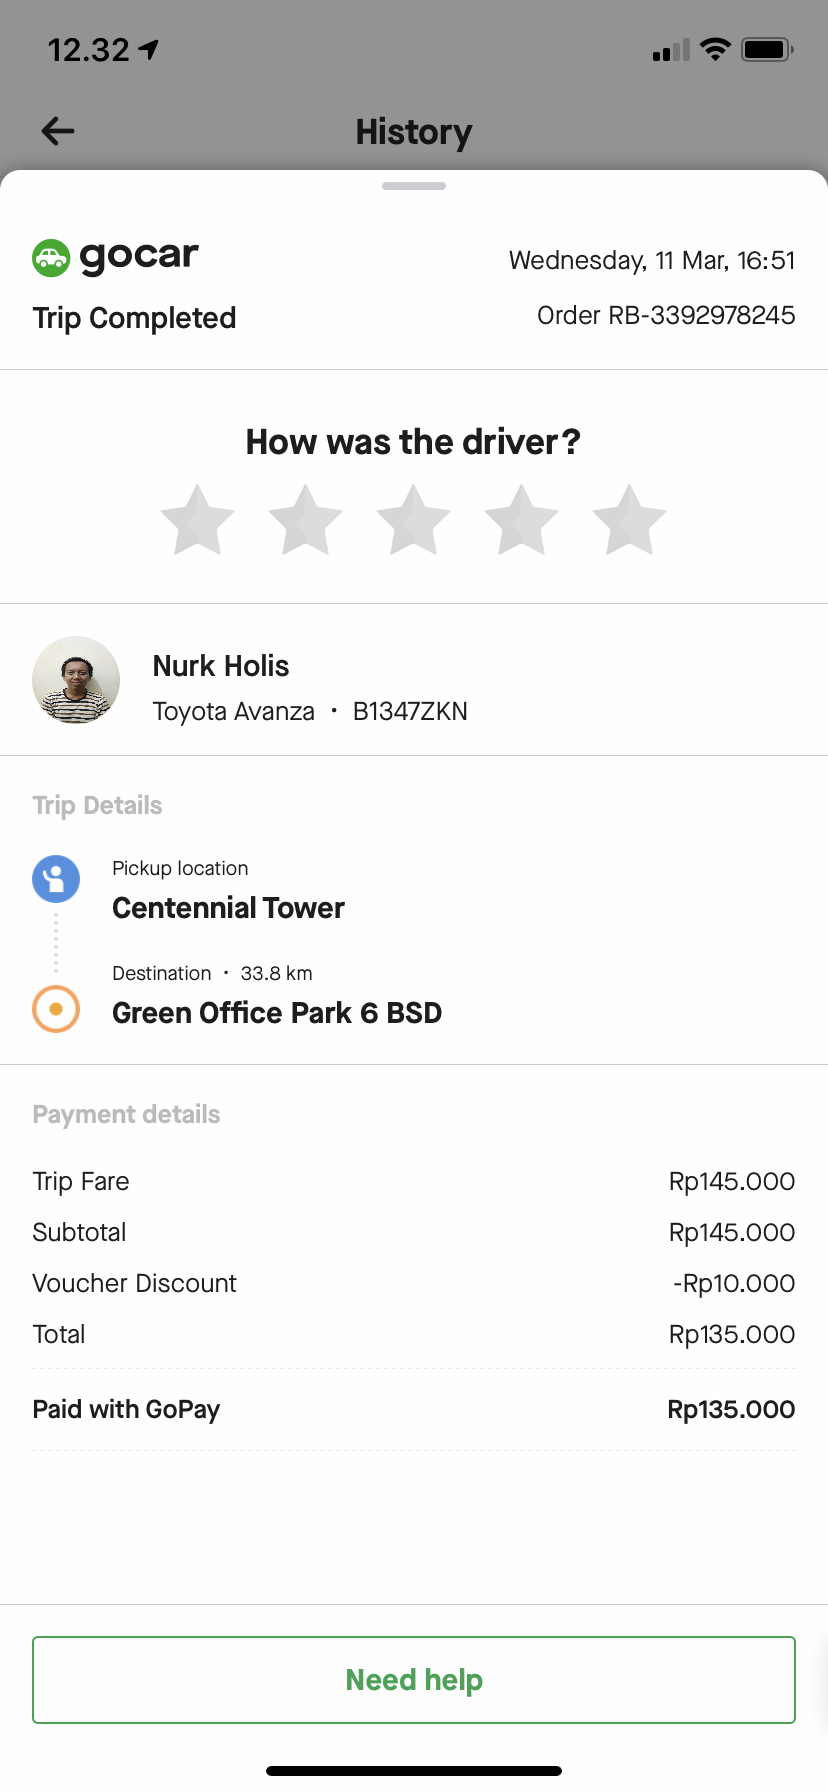 12.32
History
gocar
Wednesday, 11 Mar, 16:51
Trip Completed
Order RB-3392978245
How was the driver?
Nurk Holis
Toyota Avanza • B1347ZKN
Trip Details
Pickup location
Centennial Tower
Destination • 33.8 km
Green Office Park 6 BSD
Payment details
Trip Fare Rp145.000
Subtotal Rp145.000
Voucher Discount -Rp10.000
Total Rp135.000
Paid with GoPay Rp135.000
Need help